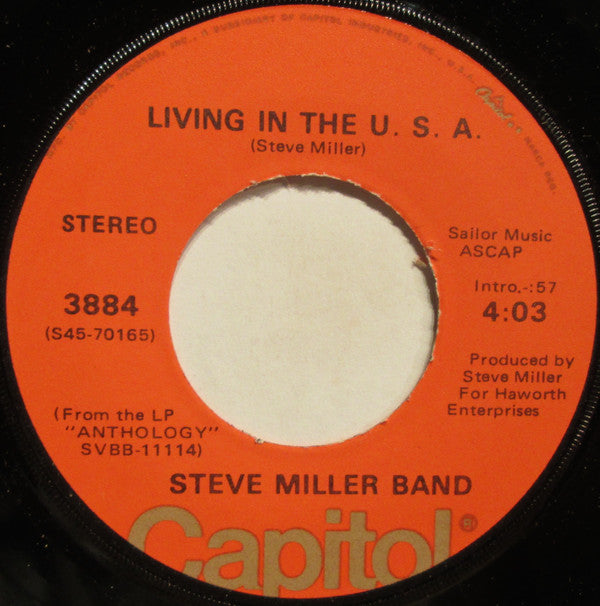 LIVING IN THE U. S. A.
(Steve Miller)
STEREO
Sailor Music
ASCAP
Intro.-:57
4:03
3884
(S45-70165)
Produced by
Steve Miller
For Haworth
Enterprises
(From the LP
"ANTHOLOGY"
SVBB-11114)
STEVE MILLER BAND
Capitol®